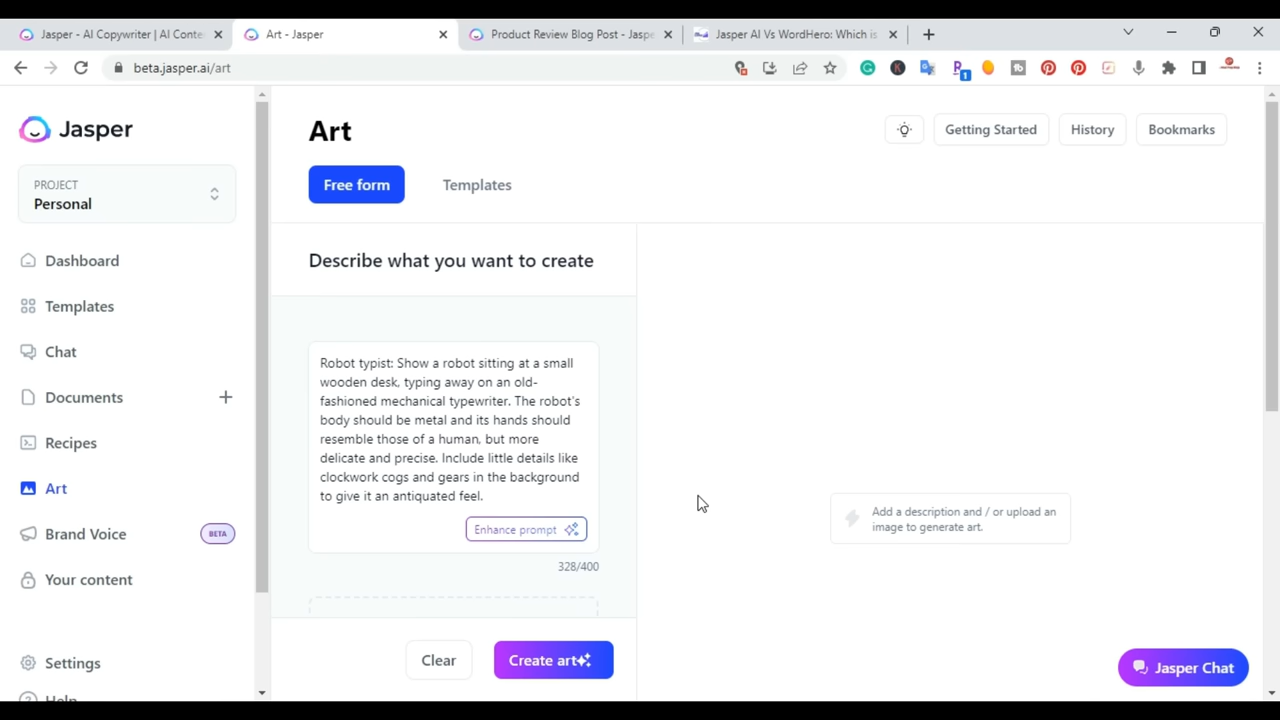 Jasper - AI Copywriter | AI Conte
Art - Jasper
Product Review Blog Post - Jaspe
Jasper AI Vs WordHero: Which is
beta.jasper.ai/art
1
Jasper
PROJECT
Personal
Dashboard
Templates
Chat
Documents
Recipes
Art
Brand Voice BETA
Your content
Settings
Help
Art
Getting Started
History
Bookmarks
Free form
Templates
Describe what you want to create
Robot typist: Show a robot sitting at a small
wooden desk, typing away on an old-
fashioned mechanical typewriter. The robot's
body should be metal and its hands should
resemble those of a human, but more
delicate and precise. Include little details like
clockwork cogs and gears in the background
to give it an antiquated feel.
Enhance prompt
328/400
Clear
Create art
Add a description and / or upload an
image to generate art.
Jasper Chat